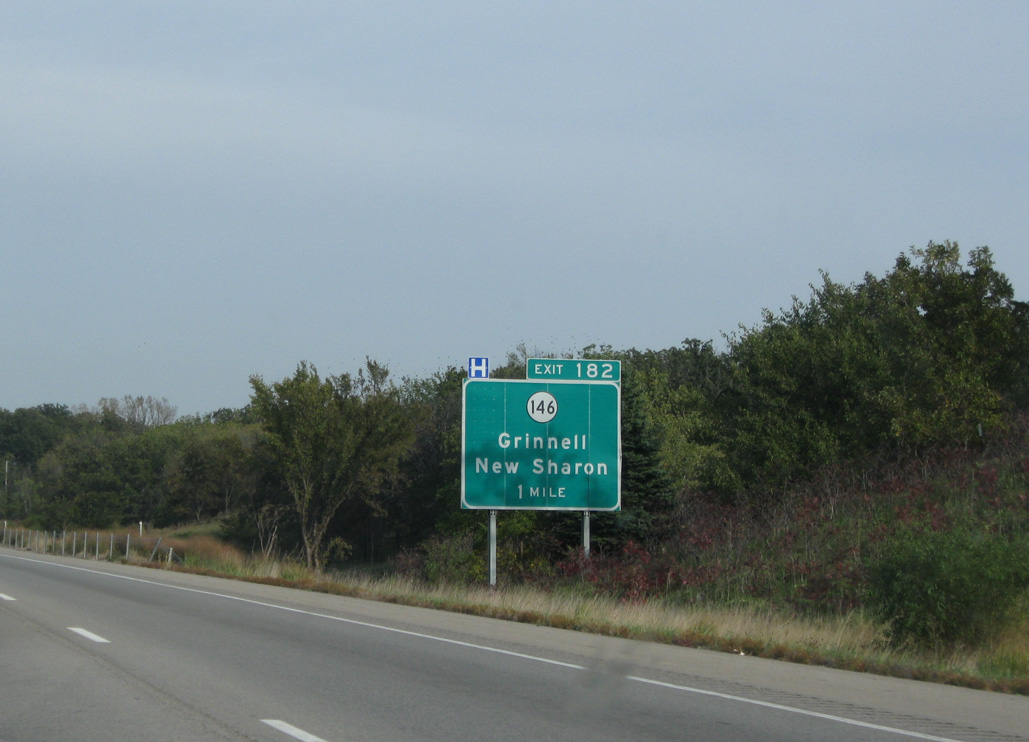 H
EXIT 182
146
Grinnell
New Sharon
1 MILE